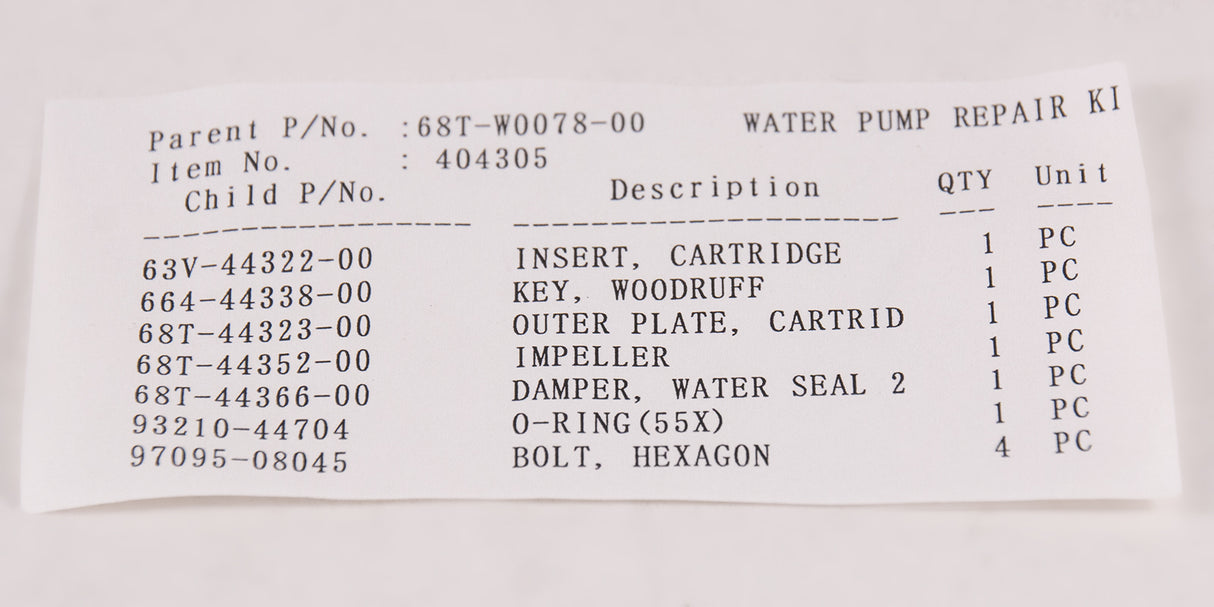 Parent P/No. :68T-W0078-00 WATER PUMP REPAIR KI
Item No. : 404305
Child P/No. Description QTY Unit
63V-44322-00 INSERT, CARTRIDGE 1 PC
664-44338-00 KEY, WOODRUFF 1 PC
68T-44323-00 OUTER PLATE, CARTRID 1 PC
68T-44352-00 IMPELLER 1 PC
68T-44366-00 DAMPER, WATER SEAL 2 1 PC
93210-44704 O-RING(55X) 1 PC
97095-08045 BOLT, HEXAGON 4 PC